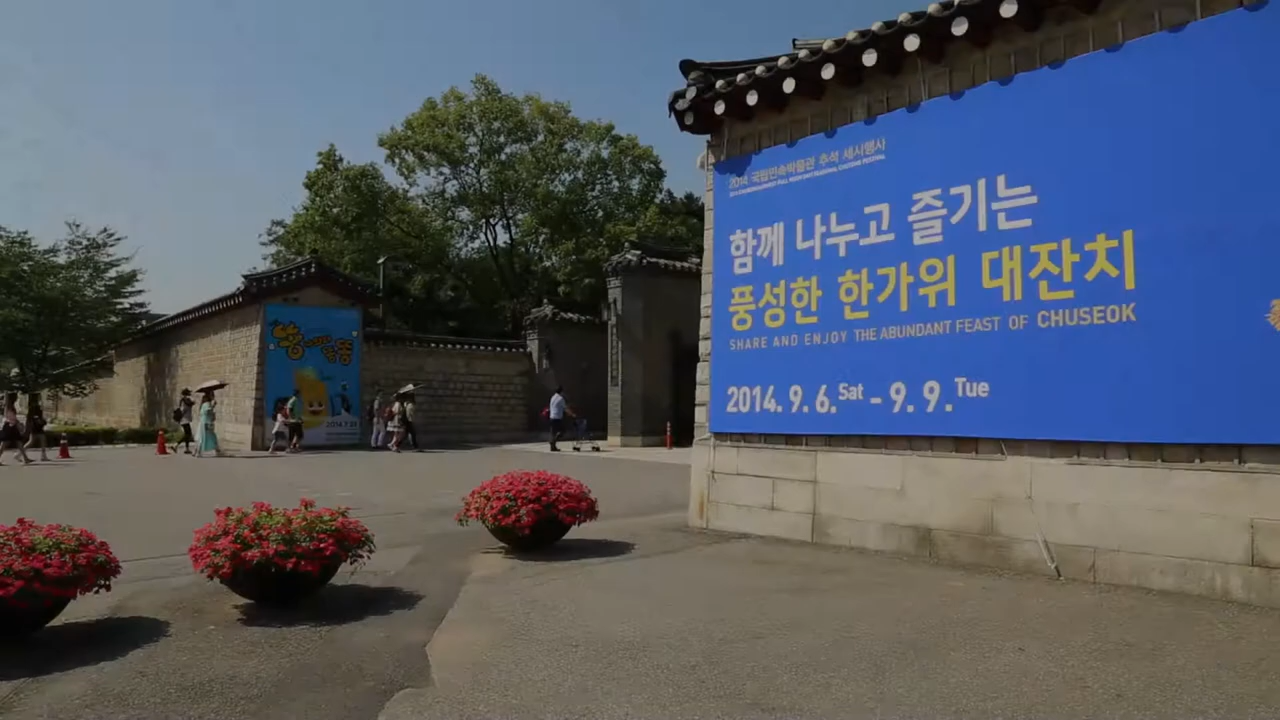 2014 국립민속박물관 추석 세시행사
함께 나누고 즐기는
풍성한 한가위 대잔치
SHARE AND ENJOY THE ABUNDANT FEAST OF CHUSEOK
2014. 9. 6. Sat - 9. 9. Tue